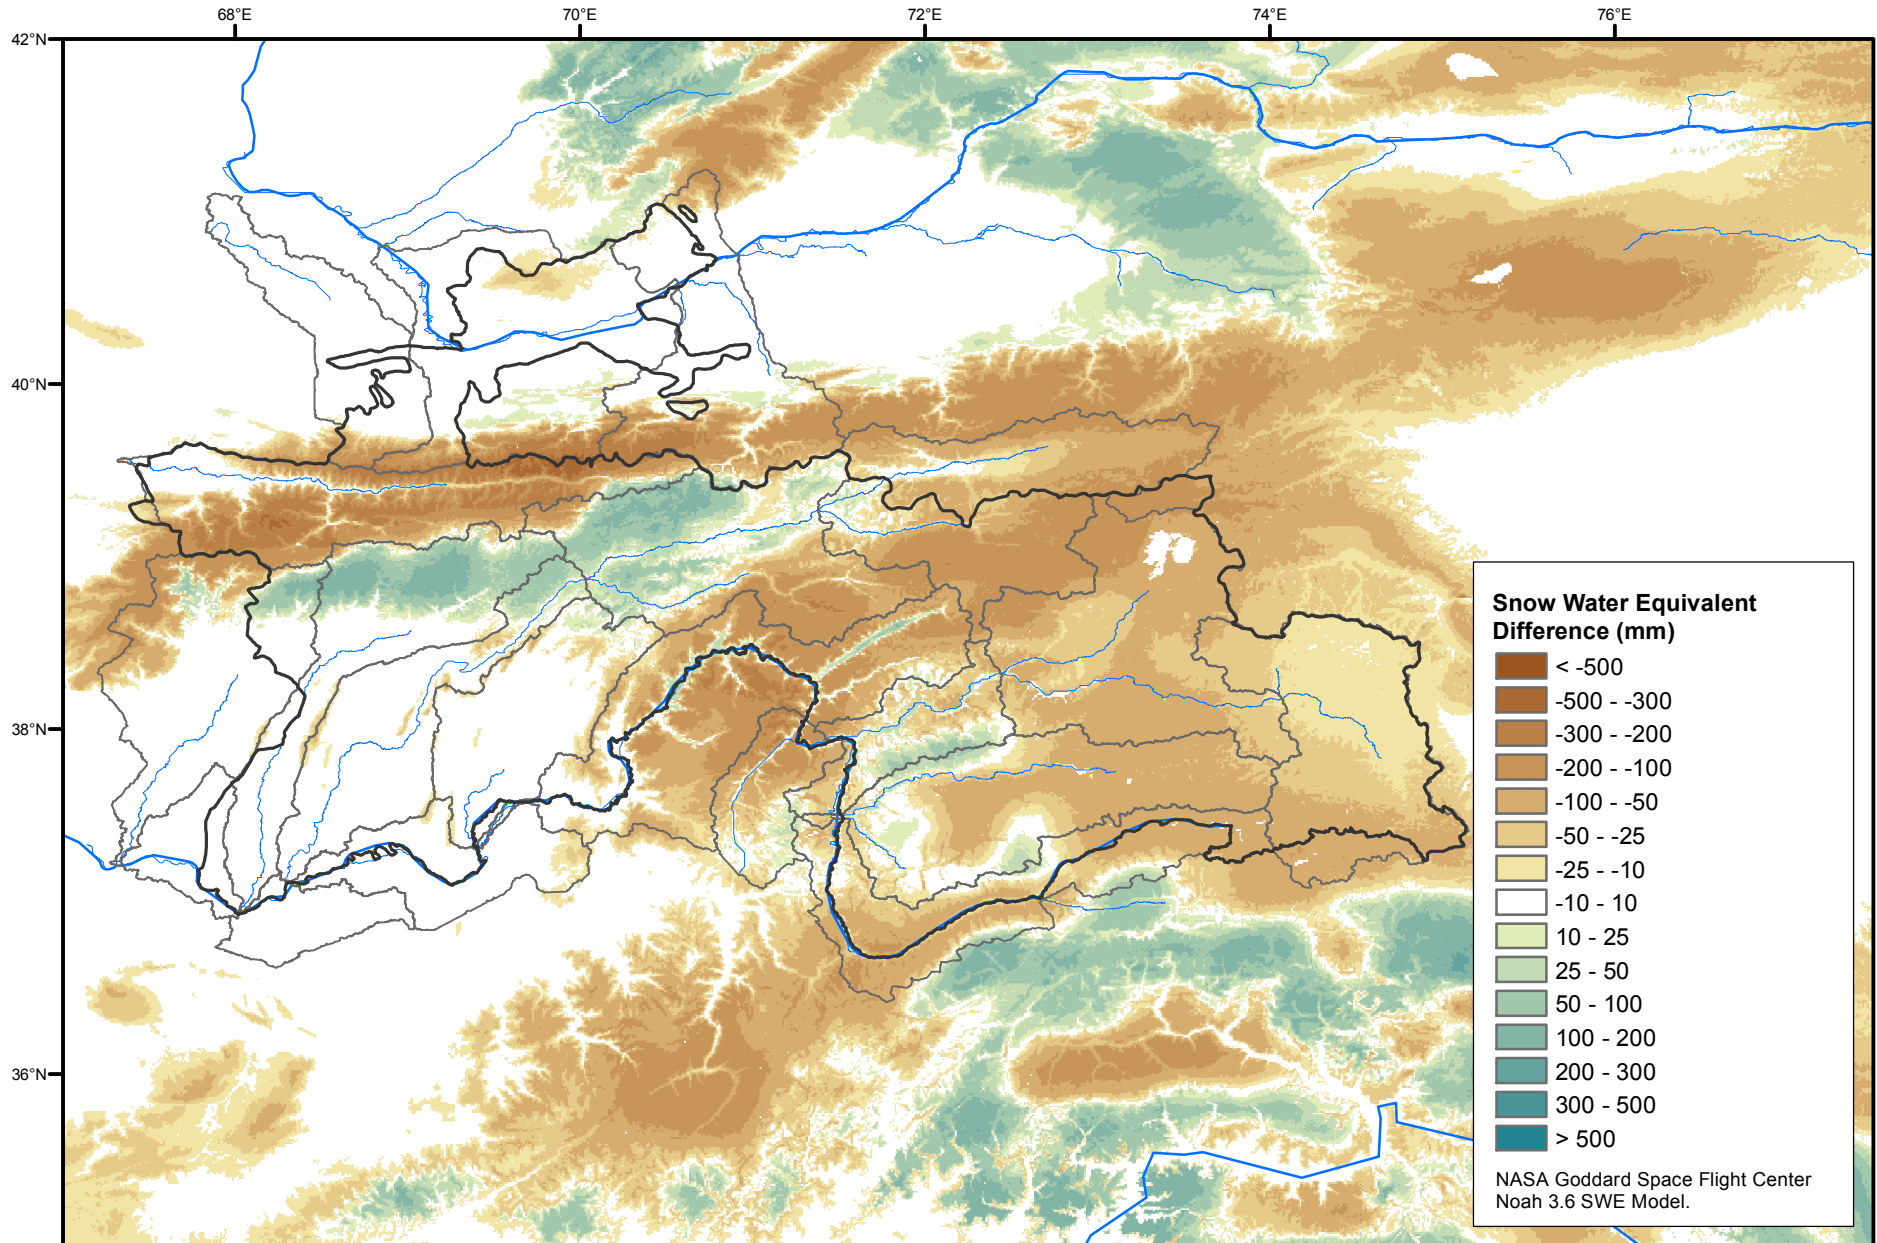 68°E
70°E
72°E
74°E
76°E
42°N
40°N
38°N
36°N
Snow Water Equivalent
Difference (mm)
< -500
-500 - -300
-300 - -200
-200 - -100
-100 - -50
-50 - -25
-25 - -10
-10 - 10
10 - 25
25 - 50
50 - 100
100 - 200
200 - 300
300 - 500
> 500
NASA Goddard Space Flight Center
Noah 3.6 SWE Model.